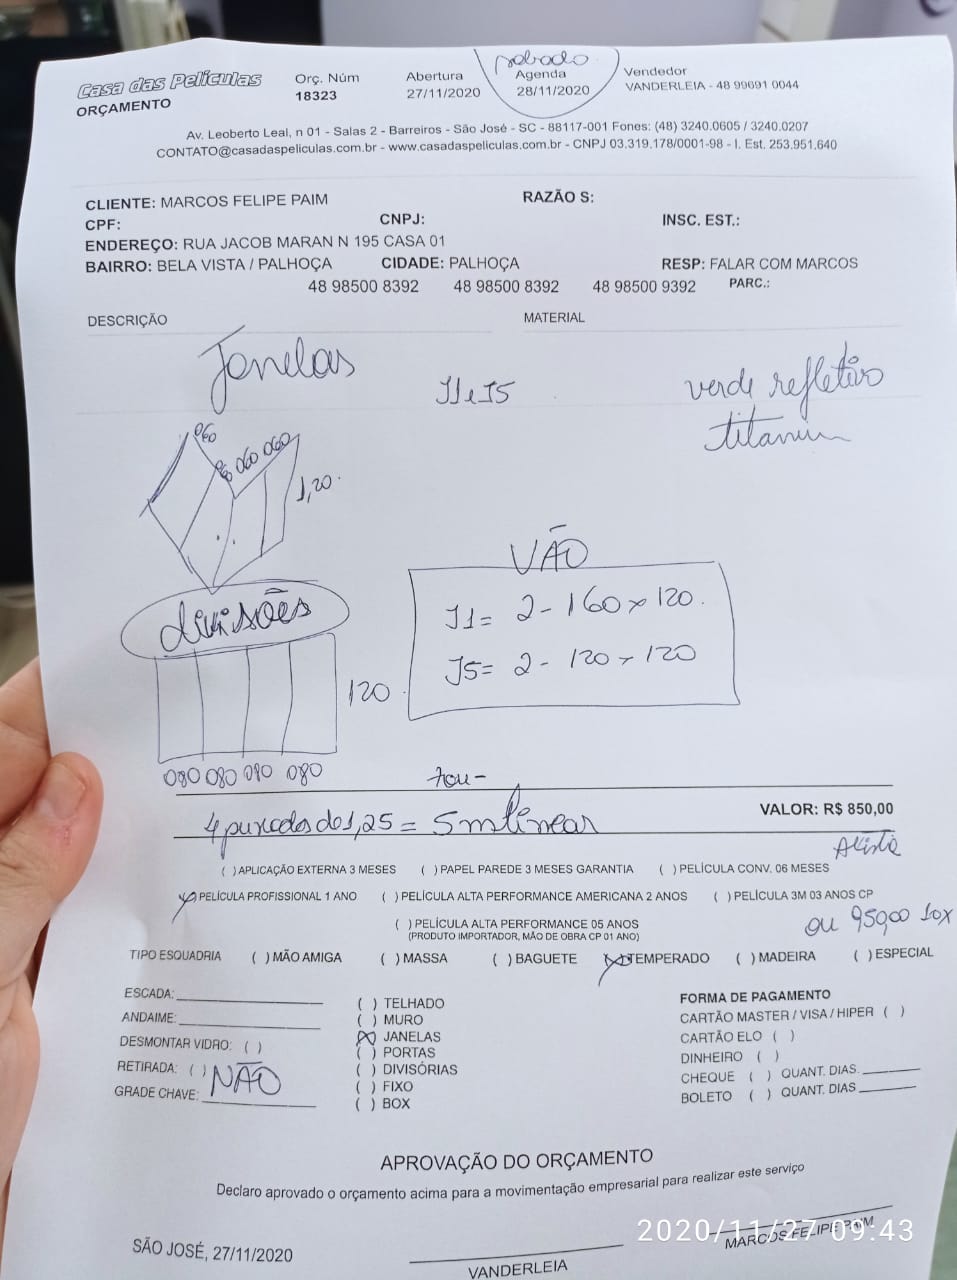 sabado
Casa das Películas Orç. Núm Abertura Agenda Vendedor
ORÇAMENTO 18323 27/11/2020 28/11/2020 VANDERLEIA - 48 99691 0044
Av. Leoberto Leal, n 01 - Salas 2 - Barreiros - São José - SC - 88117-001 Fones: (48) 3240.0605 / 3240.0207
CONTATO@casadaspeliculas.com.br - www.casadaspeliculas.com.br - CNPJ 03.319.178/0001-98 - I. Est. 253.951.640
CLIENTE: MARCOS FELIPE PAIM RAZÃO S:
CPF: CNPJ: INSC. EST.:
ENDEREÇO: RUA JACOB MARAN N 195 CASA 01
BAIRRO: BELA VISTA / PALHOÇA CIDADE: PALHOÇA RESP: FALAR COM MARCOS
48 98500 8392 48 98500 8392 48 98500 9392 PARC.:
DESCRIÇÃO MATERIAL
Janelas J1 e J5 verde refletivo
titanium
060
060 060 060
1,20
VÃO
J1= 2 - 160 x 120.
divisões
J5= 2 - 120 x 120
120
080 080 080 080
4 puxadas de 1,25 = 5m linear
VALOR: R$ 850,00
Avista
( ) APLICAÇÃO EXTERNA 3 MESES ( ) PAPEL PAREDE 3 MESES GARANTIA ( ) PELÍCULA CONV. 06 MESES
(X) PELÍCULA PROFISSIONAL 1 ANO ( ) PELÍCULA ALTA PERFORMANCE AMERICANA 2 ANOS ( ) PELÍCULA 3M 03 ANOS CP
( ) PELÍCULA ALTA PERFORMANCE 05 ANOS
(PRODUTO IMPORTADOR, MÃO DE OBRA CP 01 ANO)
ou 950,00 10x
TIPO ESQUADRIA ( ) MÃO AMIGA ( ) MASSA ( ) BAGUETE (X) TEMPERADO ( ) MADEIRA ( ) ESPECIAL
ESCADA:
ANDAIME:
DESMONTAR VIDRO: ( )
RETIRADA: ( ) NÃO
GRADE CHAVE:
( ) TELHADO
( ) MURO
(X) JANELAS
( ) PORTAS
( ) DIVISÓRIAS
( ) FIXO
( ) BOX
FORMA DE PAGAMENTO
CARTÃO MASTER / VISA / HIPER ( )
CARTÃO ELO ( )
DINHEIRO ( )
CHEQUE ( ) QUANT. DIAS.
BOLETO ( ) QUANT. DIAS
APROVAÇÃO DO ORÇAMENTO
Declaro aprovado o orçamento acima para a movimentação empresarial para realizar este serviço
SÃO JOSÉ, 27/11/2020 VANDERLEIA MARCOS FELIPE PAIM
2020/11/27 09:43